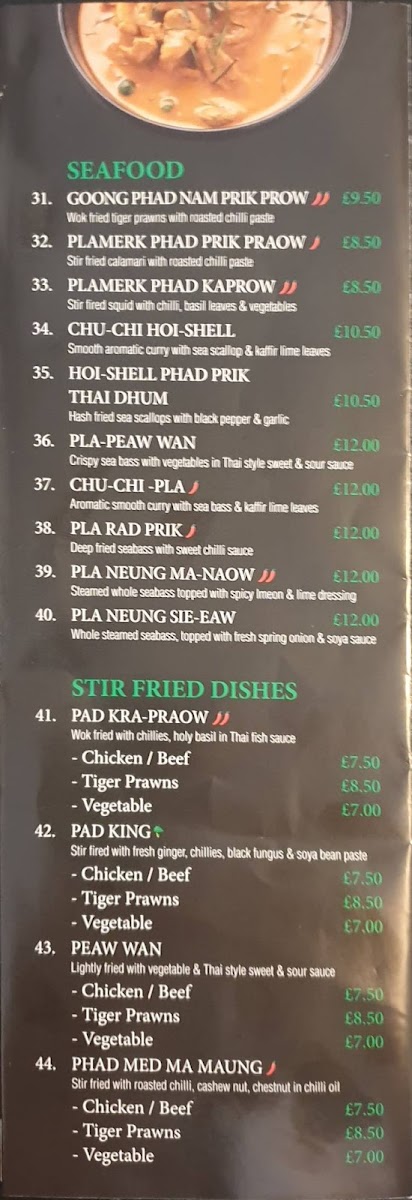 SEAFOOD
31. GOONG PHAD NAM PRIK PROW £9.50
Wok fried tiger prawns with roasted chilli paste
32. PLAMERK PHAD PRIK PRAOW £8.50
Stir fried calamari with roasted chilli paste
33. PLAMERK PHAD KAPROW £8.50
Stir fired squid with chilli, basil leaves & vegetables
34. CHU-CHI HOI-SHELL £10.50
Smooth aromatic curry with sea scallop & kaffir lime leaves
35. HOI-SHELL PHAD PRIK
THAI DHUM £10.50
Hash fried sea scallops with black pepper & garlic
36. PLA-PEAW WAN £12.00
Crispy sea bass with vegetables in Thai style sweet & sour sauce
37. CHU-CHI -PLA £12.00
Aromatic smooth curry with sea bass & kaffir lime leaves
38. PLA RAD PRIK £12.00
Deep fried seabass with sweet chilli sauce
39. PLA NEUNG MA-NAOW £12.00
Steamed whole seabass topped with spicy lmeon & lime dressing
40. PLA NEUNG SIE-EAW £12.00
Whole steamed seabass, topped with fresh spring onion & soya sauce
STIR FRIED DISHES
41. PAD KRA-PRAOW
Wok fried with chillies, holy basil in Thai fish sauce
- Chicken / Beef £7.50
- Tiger Prawns £8.50
- Vegetable £7.00
42. PAD KING
Stir fired with fresh ginger, chillies, black fungus & soya bean paste
- Chicken / Beef £7.50
- Tiger Prawns £8.50
- Vegetable £7.00
43. PEAW WAN
Lightly fried with vegetable & Thai style sweet & sour sauce
- Chicken / Beef £7.50
- Tiger Prawns £8.50
- Vegetable £7.00
44. PHAD MED MA MAUNG
Stir fried with roasted chilli, cashew nut, chestnut in chilli oil
- Chicken / Beef £7.50
- Tiger Prawns £8.50
- Vegetable £7.00